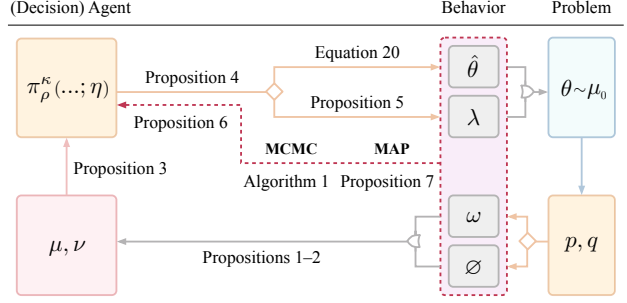 (Decision) Agent
Behavior
Problem
π_ρ^κ(...; η)
Proposition 4
Equation 20
Proposition 5
θ̂
λ
θ ~ μ₀
Proposition 6
MCMC
MAP
Algorithm 1
Proposition 7
Proposition 3
μ, ν
Propositions 1–2
ω
∅
p, q